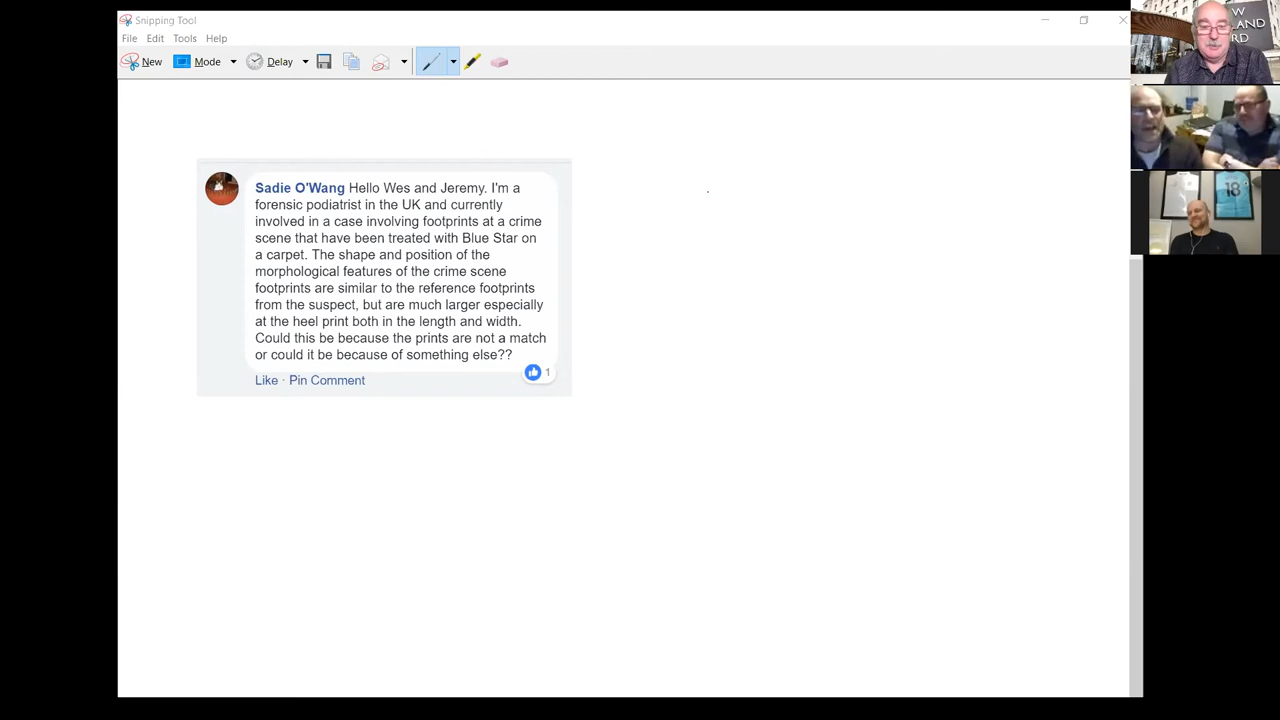 Snipping Tool
File Edit Tools Help
New Mode Delay
Sadie O'Wang Hello Wes and Jeremy. I'm a
forensic podiatrist in the UK and currently
involved in a case involving footprints at a crime
scene that have been treated with Blue Star on
a carpet. The shape and position of the
morphological features of the crime scene
footprints are similar to the reference footprints
from the suspect, but are much larger especially
at the heel print both in the length and width.
Could this be because the prints are not a match
or could it be because of something else??
1
Like · Pin Comment
W
LAND
RD
18